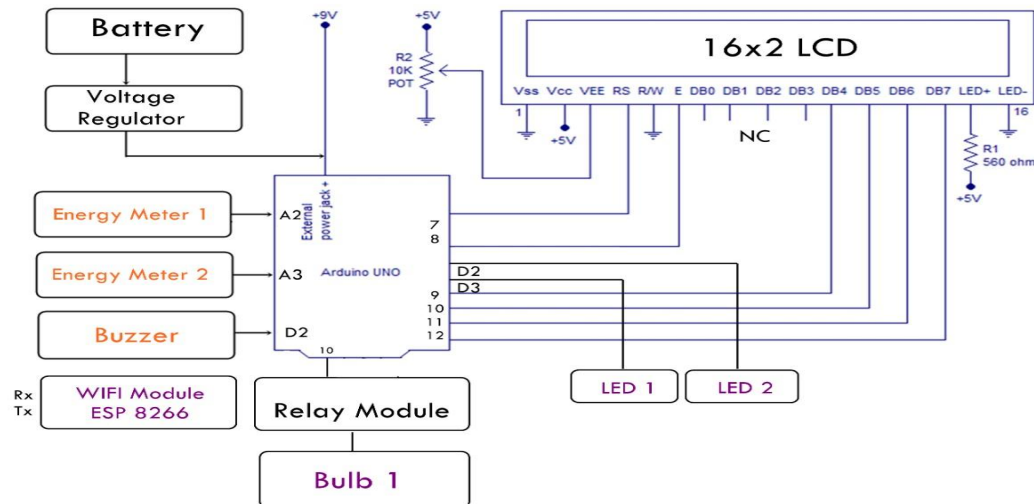 Battery
+9V
+5V
16x2 LCD
R2
10K
POT
Voltage
Regulator
Vss Vcc VEE RS R/W E DB0 DB1 DB2 DB3 DB4 DB5 DB6 DB7 LED+ LED-
1
16
+5V
NC
R1
560 ohm
+5V
Energy Meter 1
A2
External
power jack +
7
8
Energy Meter 2
A3
Arduino UNO
D2
D3
9
10
11
12
Buzzer
D2
10
Rx
Tx
WIFI Module
ESP 8266
Relay Module
LED 1
LED 2
Bulb 1